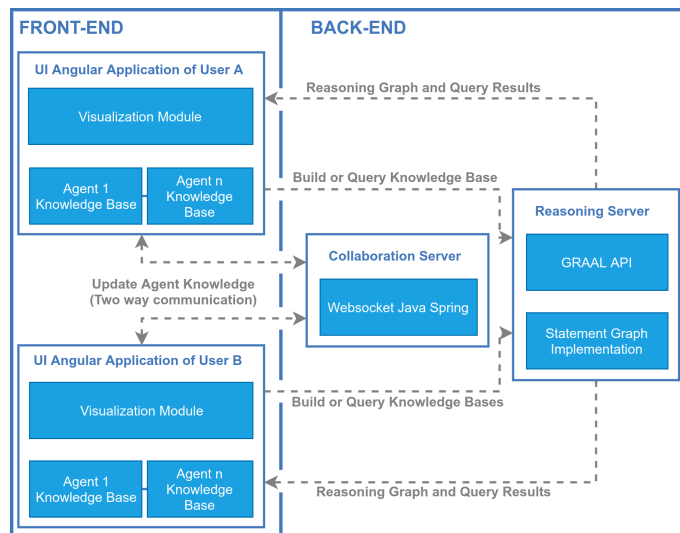 FRONT-END
BACK-END
UI Angular Application of User A
Visualization Module
Agent 1
Knowledge Base
Agent n
Knowledge
Base
Reasoning Graph and Query Results
Build or Query Knowledge Base
Reasoning Server
GRAAL API
Statement Graph
Implementation
Collaboration Server
Websocket Java Spring
Update Agent Knowledge
(Two way communication)
UI Angular Application of User B
Visualization Module
Agent 1
Knowledge Base
Agent n
Knowledge
Base
Build or Query Knowledge Bases
Reasoning Graph and Query Results